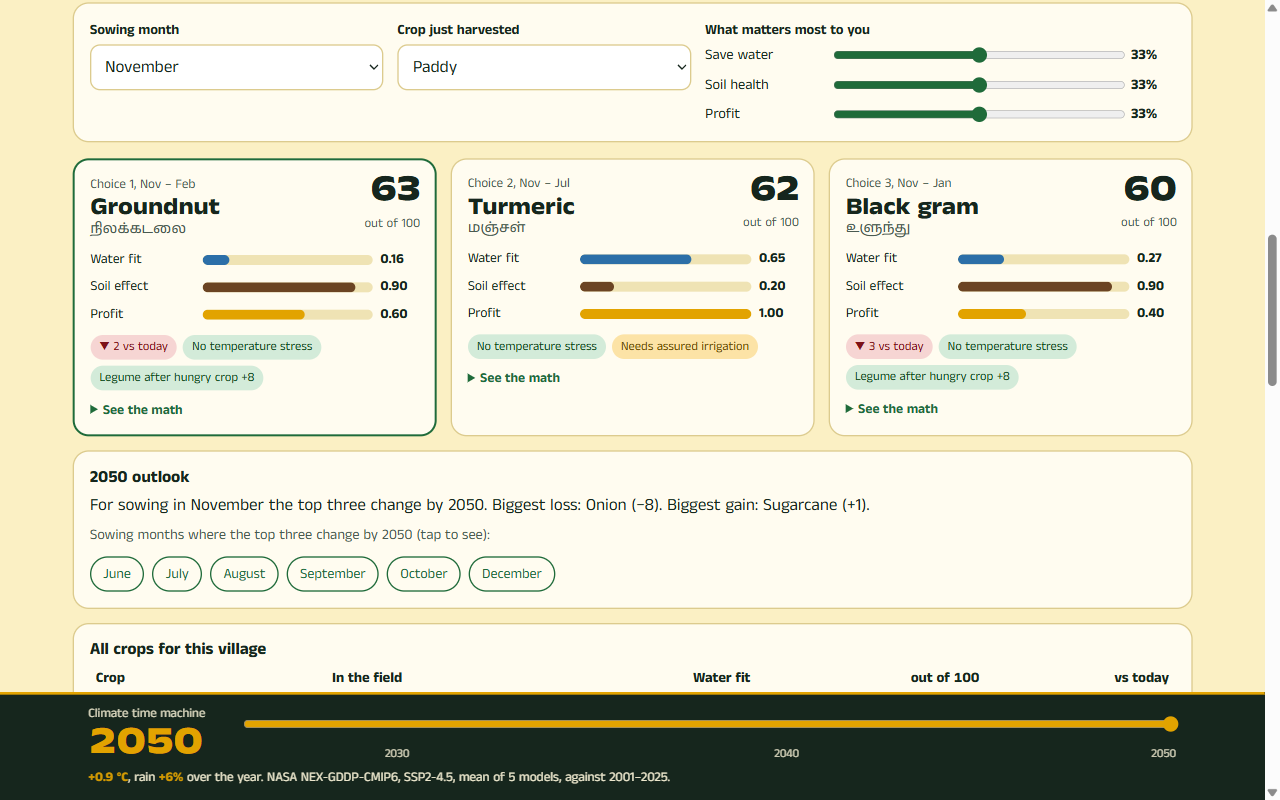 Sowing month
November
Crop just harvested
Paddy
What matters most to you
Save water 33%
Soil health 33%
Profit 33%
Choice 1, Nov – Feb
Groundnut
நிலக்கடலை
63
out of 100
Water fit 0.16
Soil effect 0.90
Profit 0.60
▼ 2 vs today No temperature stress
Legume after hungry crop +8
▶ See the math
Choice 2, Nov – Jul
Turmeric
மஞ்சள்
62
out of 100
Water fit 0.65
Soil effect 0.20
Profit 1.00
No temperature stress Needs assured irrigation
▶ See the math
Choice 3, Nov – Jan
Black gram
உளுந்து
60
out of 100
Water fit 0.27
Soil effect 0.90
Profit 0.40
▼ 3 vs today No temperature stress
Legume after hungry crop +8
▶ See the math
2050 outlook
For sowing in November the top three change by 2050. Biggest loss: Onion (−8). Biggest gain: Sugarcane (+1).
Sowing months where the top three change by 2050 (tap to see):
June July August September October December
All crops for this village
Crop In the field Water fit out of 100 vs today
Climate time machine
2050
2030 2040 2050
+0.9 °C, rain +6% over the year. NASA NEX-GDDP-CMIP6, SSP2-4.5, mean of 5 models, against 2001–2025.